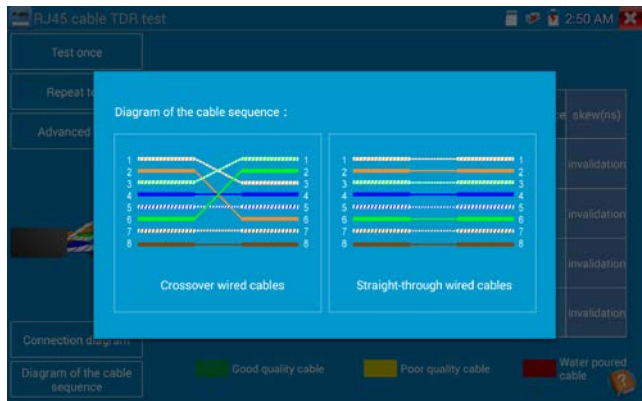 RJ45 cable TDR test
2:50 AM
Test once
Repeat te
Advanced
Diagram of the cable sequence :
ce
skew(ns)
1 1
2 2
3 3
4 4
5 5
6 6
7 7
8 8
Crossover wired cables
1 1
2 2
3 3
4 4
5 5
6 6
7 7
8 8
Straight-through wired cables
invalidation
invalidation
invalidation
invalidation
Connection diagram
Diagram of the cable
sequence
Good quality cable
Poor quality cable
Water poured
cable